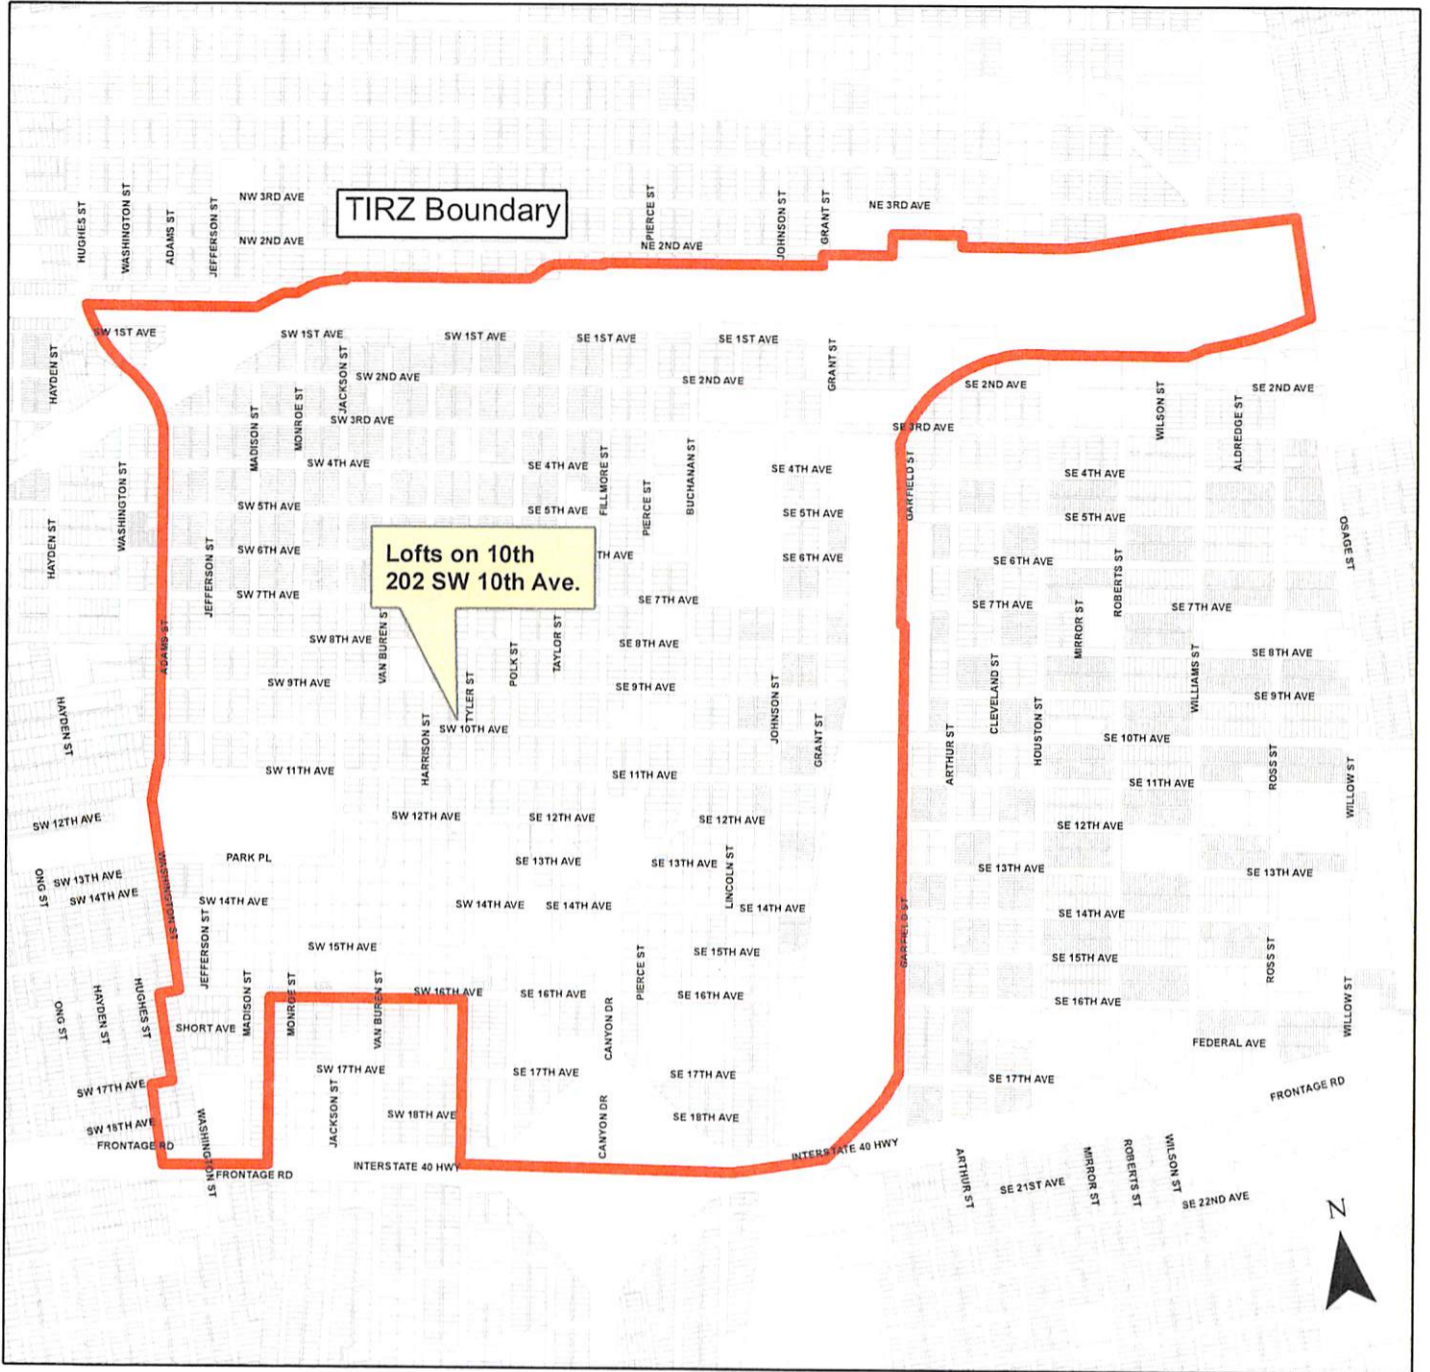 NW 3RD AVE
TIRZ Boundary
NE 3RD AVE
HUGHES ST
WASHINGTON ST
ADAMS ST
JEFFERSON ST
NW 2ND AVE
PIERCE ST
NE 2ND AVE
JOHNSON ST
GRANT ST
SW 1ST AVE
SW 1ST AVE
SW 1ST AVE
SE 1ST AVE
SE 1ST AVE
HAYDEN ST
JACKSON ST
SW 2ND AVE
SE 2ND AVE
GRANT ST
SE 2ND AVE
SE 2ND AVE
MADISON ST
MONROE ST
SW 3RD AVE
SE 3RD AVE
WILSON ST
ALDREDGE ST
SW 4TH AVE
SE 4TH AVE
FILLMORE ST
BUCHANAN ST
SE 4TH AVE
SE 4TH AVE
WASHINGTON ST
SW 5TH AVE
SE 5TH AVE
PIERCE ST
SE 5TH AVE
GARFIELD ST
SE 5TH AVE
HAYDEN ST
SW 6TH AVE
Lofts on 10th
202 SW 10th Ave.
TH AVE
SE 6TH AVE
SE 6TH AVE
OSAGE ST
JEFFERSON ST
SW 7TH AVE
SE 7TH AVE
SE 7TH AVE
ROBERTS ST
SE 7TH AVE
ADAMS ST
SW 8TH AVE
VAN BUREN ST
POLK ST
TAYLOR ST
SE 8TH AVE
MIRROR ST
SE 8TH AVE
SW 9TH AVE
TYLER ST
SE 9TH AVE
CLEVELAND ST
WILLIAMS ST
SE 9TH AVE
HAYDEN ST
HARRISON ST
SW 10TH AVE
JOHNSON ST
GRANT ST
ARTHUR ST
HOUSTON ST
SE 10TH AVE
SW 11TH AVE
SE 11TH AVE
SE 11TH AVE
ROSS ST
WILLOW ST
SW 12TH AVE
SW 12TH AVE
SE 12TH AVE
SE 12TH AVE
SE 12TH AVE
PARK PL
SE 13TH AVE
SE 13TH AVE
SE 13TH AVE
SE 13TH AVE
ONG ST
SW 13TH AVE
SW 14TH AVE
WASHINGTON ST
SW 14TH AVE
SW 14TH AVE
SE 14TH AVE
LINCOLN ST
SE 14TH AVE
SE 14TH AVE
JEFFERSON ST
SW 15TH AVE
SE 15TH AVE
GARFIELD ST
SE 15TH AVE
ROSS ST
ONG ST
HAYDEN ST
HUGHES ST
MADISON ST
MONROE ST
VAN BUREN ST
SW 16TH AVE
SE 16TH AVE
PIERCE ST
SE 16TH AVE
SE 16TH AVE
WILLOW ST
SHORT AVE
CANYON DR
FEDERAL AVE
SW 17TH AVE
SW 17TH AVE
SE 17TH AVE
SE 17TH AVE
SE 17TH AVE
FRONTAGE RD
SW 18TH AVE
JACKSON ST
SW 18TH AVE
CANYON DR
SE 18TH AVE
FRONTAGE RD
WASHINGTON ST
FRONTAGE RD
INTERSTATE 40 HWY
INTERSTATE 40 HWY
ARTHUR ST
SE 21ST AVE
MIRROR ST
ROBERTS ST
WILSON ST
SE 22ND AVE
N